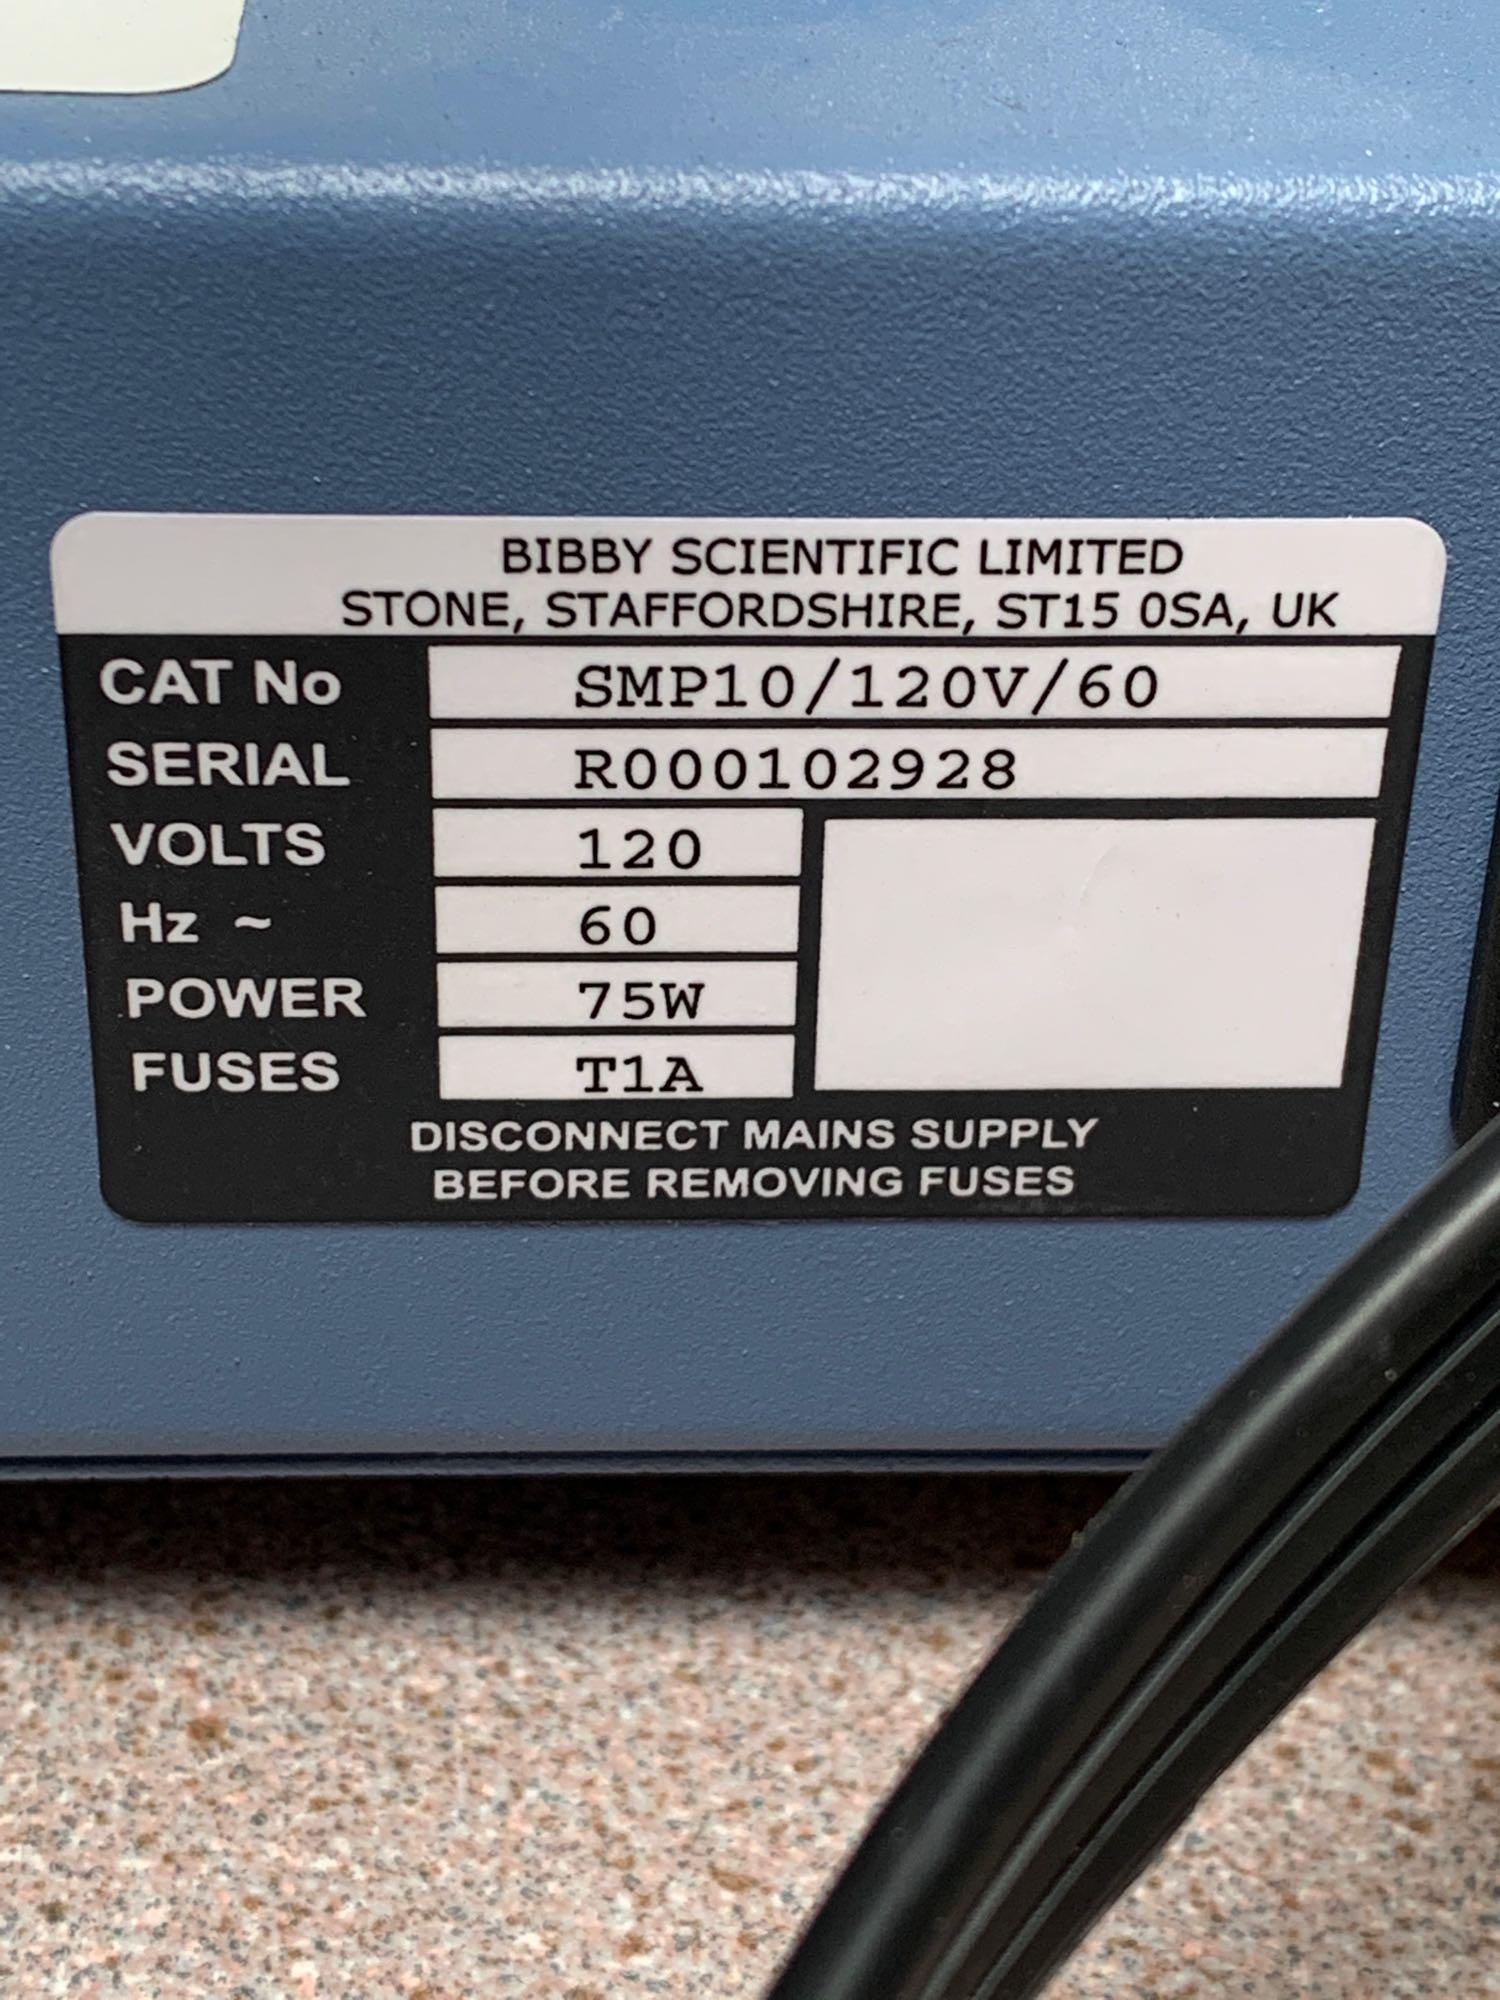 BIBBY SCIENTIFIC LIMITED
STONE, STAFFORDSHIRE, ST15 0SA, UK
CAT No SMP10/120V/60
SERIAL R000102928
VOLTS 120
Hz ~ 60
POWER 75W
FUSES T1A
DISCONNECT MAINS SUPPLY
BEFORE REMOVING FUSES